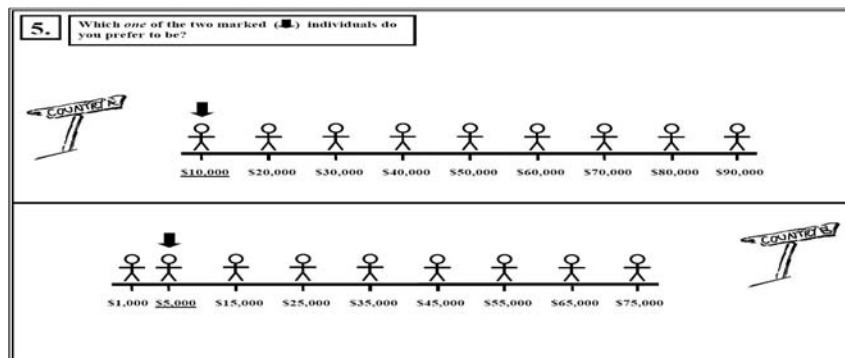 5.
Which one of the two marked (⬇) individuals do
you prefer to be?
COUNTRY A
$10,000 $20,000 $30,000 $40,000 $50,000 $60,000 $70,000 $80,000 $90,000
COUNTRY B
$1,000 $5,000 $15,000 $25,000 $35,000 $45,000 $55,000 $65,000 $75,000